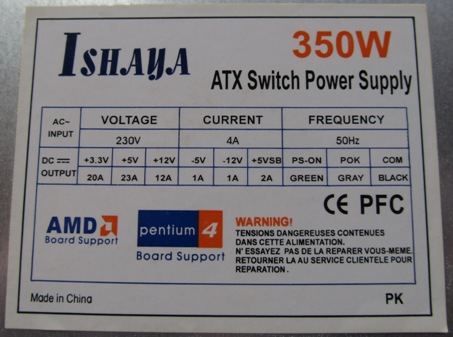 ISHAYA
350W
ATX Switch Power Supply
AC~ INPUT VOLTAGE CURRENT FREQUENCY
230V 4A 50Hz
DC OUTPUT +3.3V +5V +12V -5V -12V +5VSB PS-ON POK COM
20A 23A 12A 1A 1A 2A GREEN GRAY BLACK
CE PFC
AMD
Board Support
pentium 4
Board Support
WARNING!
TENSIONS DANGEREUSES CONTENUES
DANS CETTE ALIMENTATION.
N' ESSAYEZ PAS DE LA REPARER VOUS-MEME.
RETOURNER LA AU SERVICE CLIENTELE POUR
REPARATION.
Made in China
PK